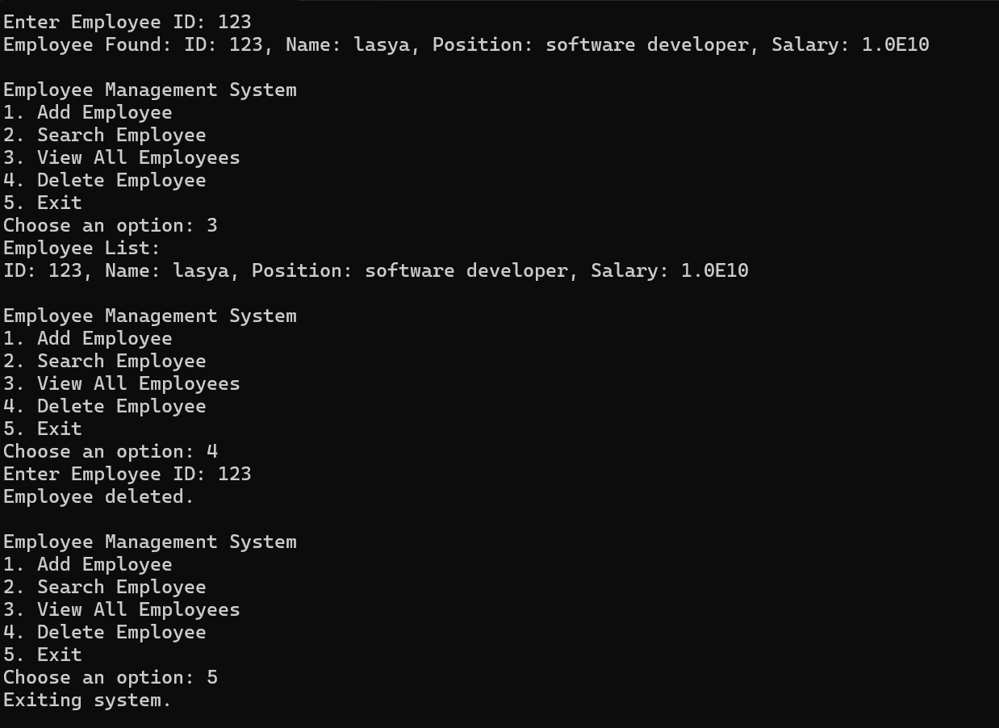 Enter Employee ID: 123
Employee Found: ID: 123, Name: lasya, Position: software developer, Salary: 1.0E10
Employee Management System
1. Add Employee
2. Search Employee
3. View All Employees
4. Delete Employee
5. Exit
Choose an option: 3
Employee List:
ID: 123, Name: lasya, Position: software developer, Salary: 1.0E10
Employee Management System
1. Add Employee
2. Search Employee
3. View All Employees
4. Delete Employee
5. Exit
Choose an option: 4
Enter Employee ID: 123
Employee deleted.
Employee Management System
1. Add Employee
2. Search Employee
3. View All Employees
4. Delete Employee
5. Exit
Choose an option: 5
Exiting system.